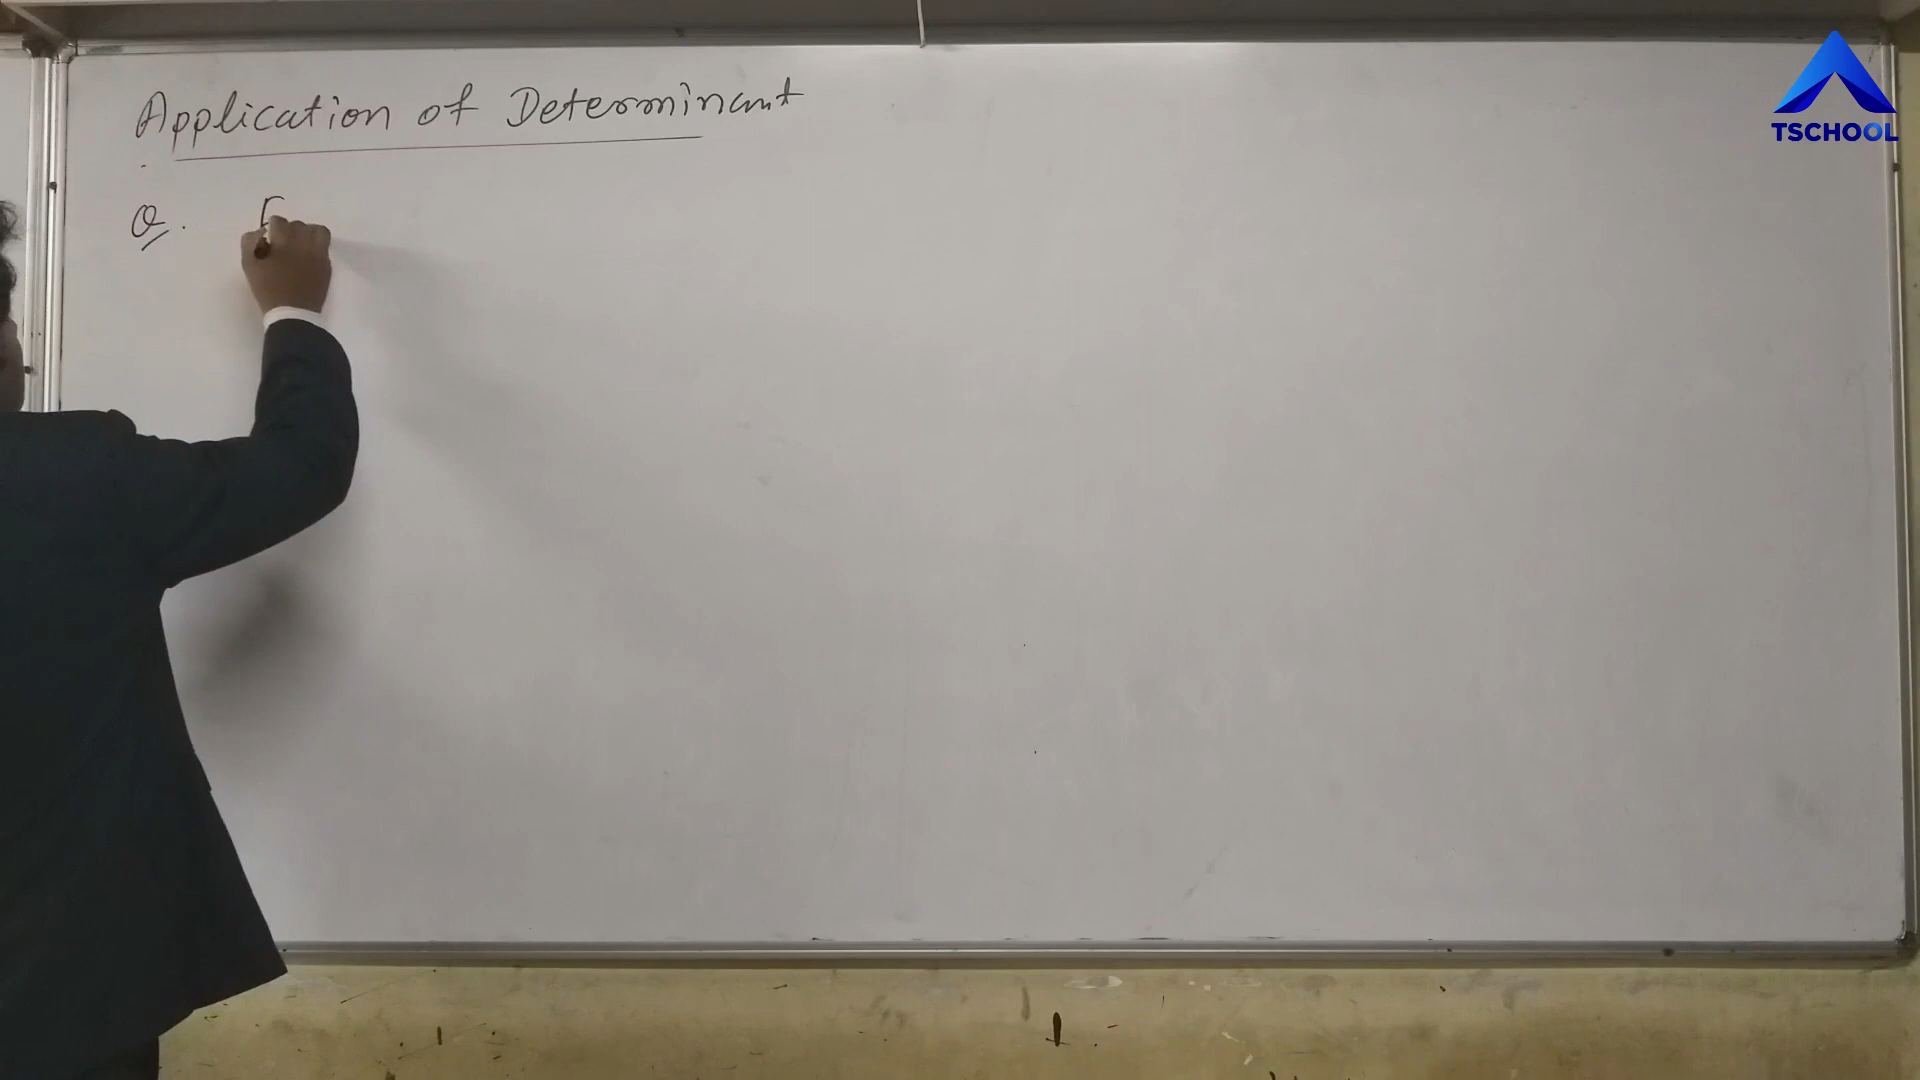 Application of Determinant
Q. F
TSCHOOL